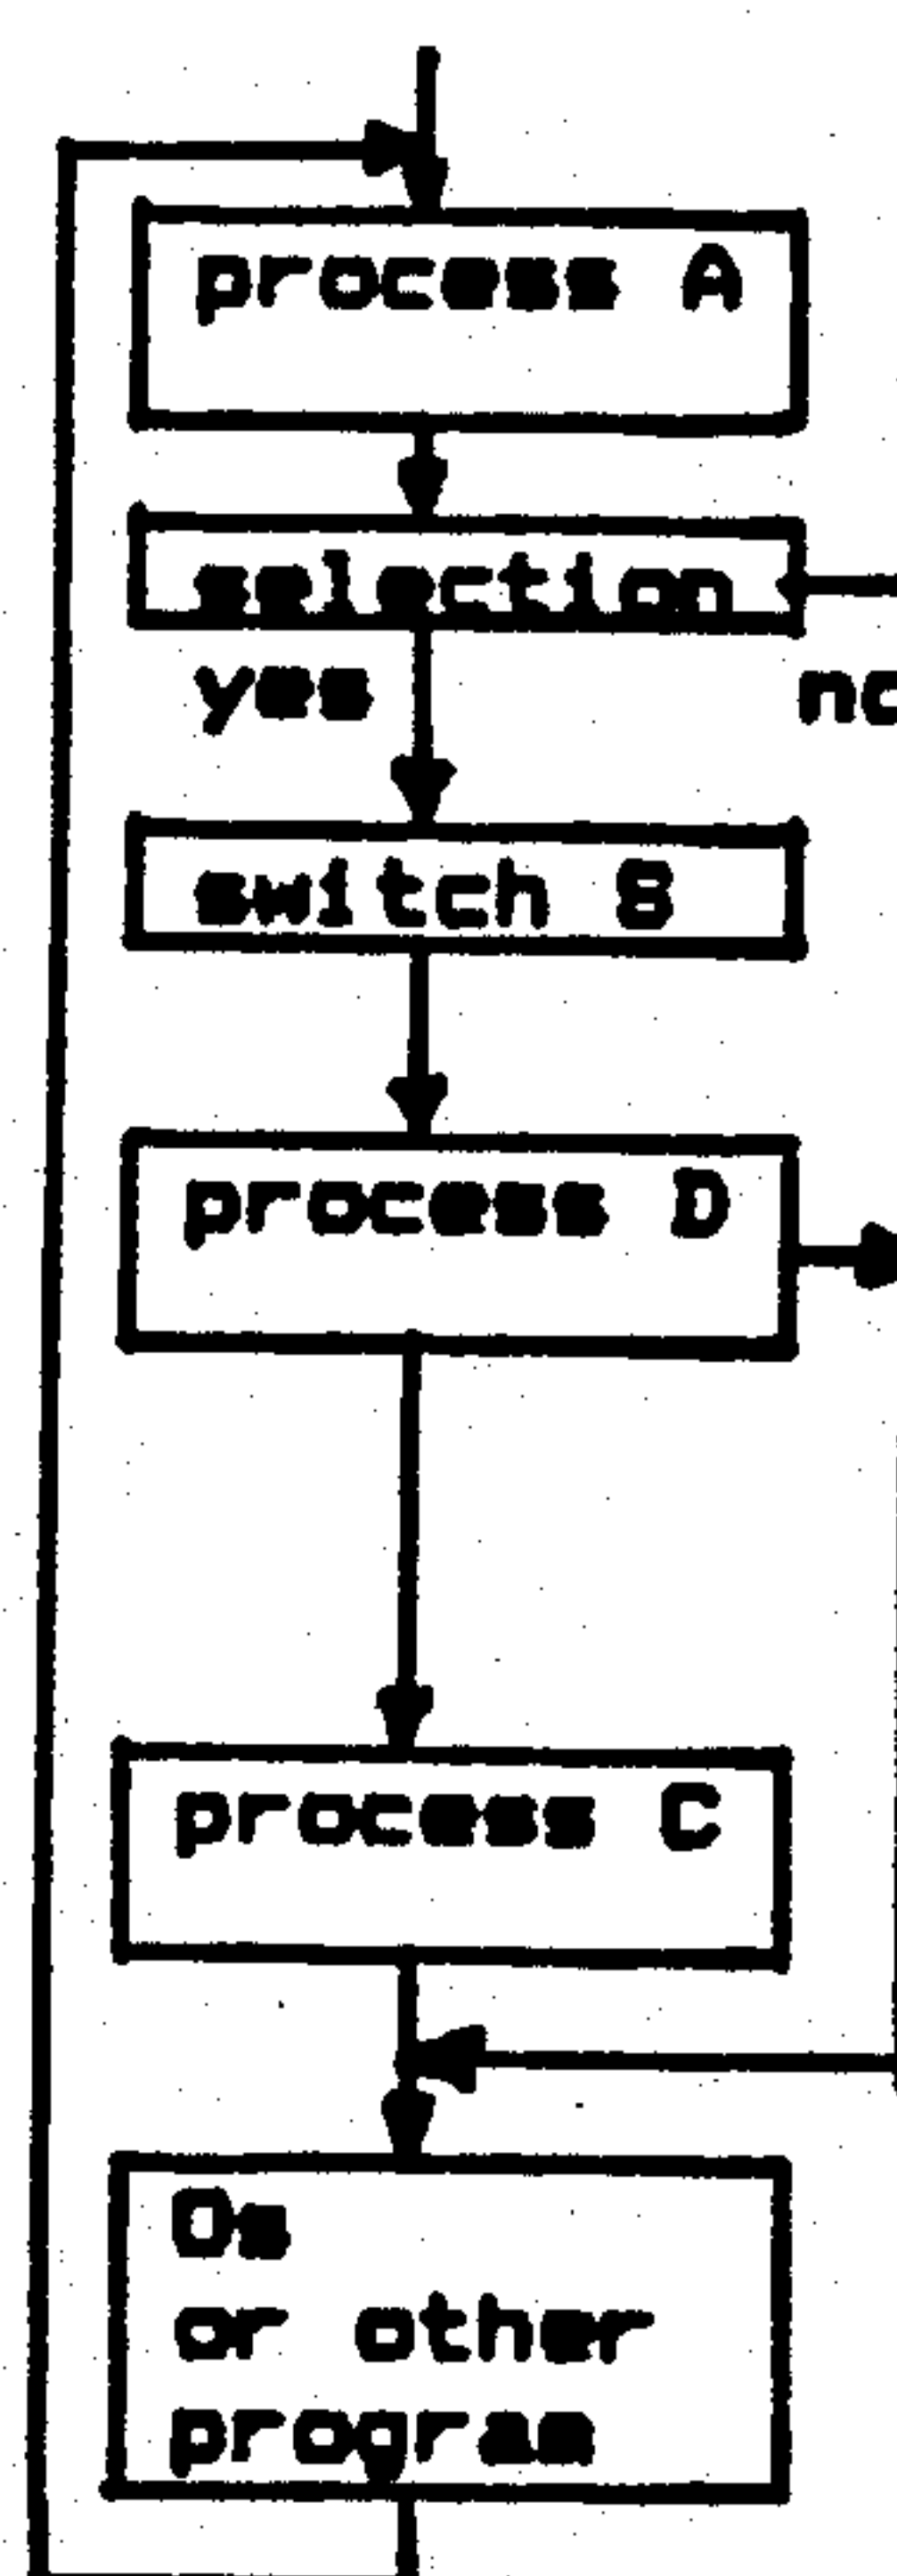 process A
selection
yes
switch 8
process D
process C
Os
or other
program